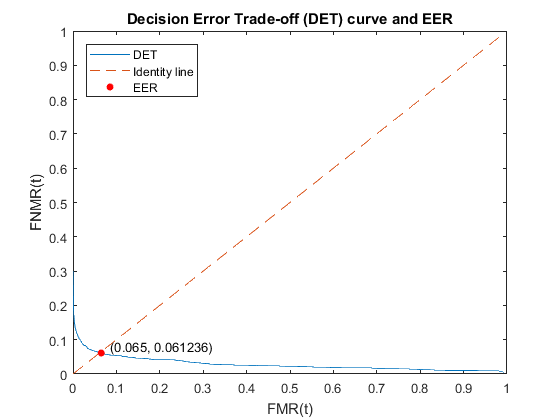 Decision Error Trade-off (DET) curve and EER
DET
Identity line
EER
(0.065, 0.061236)
FNMR(t)
1
0.9
0.8
0.7
0.6
0.5
0.4
0.3
0.2
0.1
0
0 0.1 0.2 0.3 0.4 0.5 0.6 0.7 0.8 0.9 1
FMR(t)